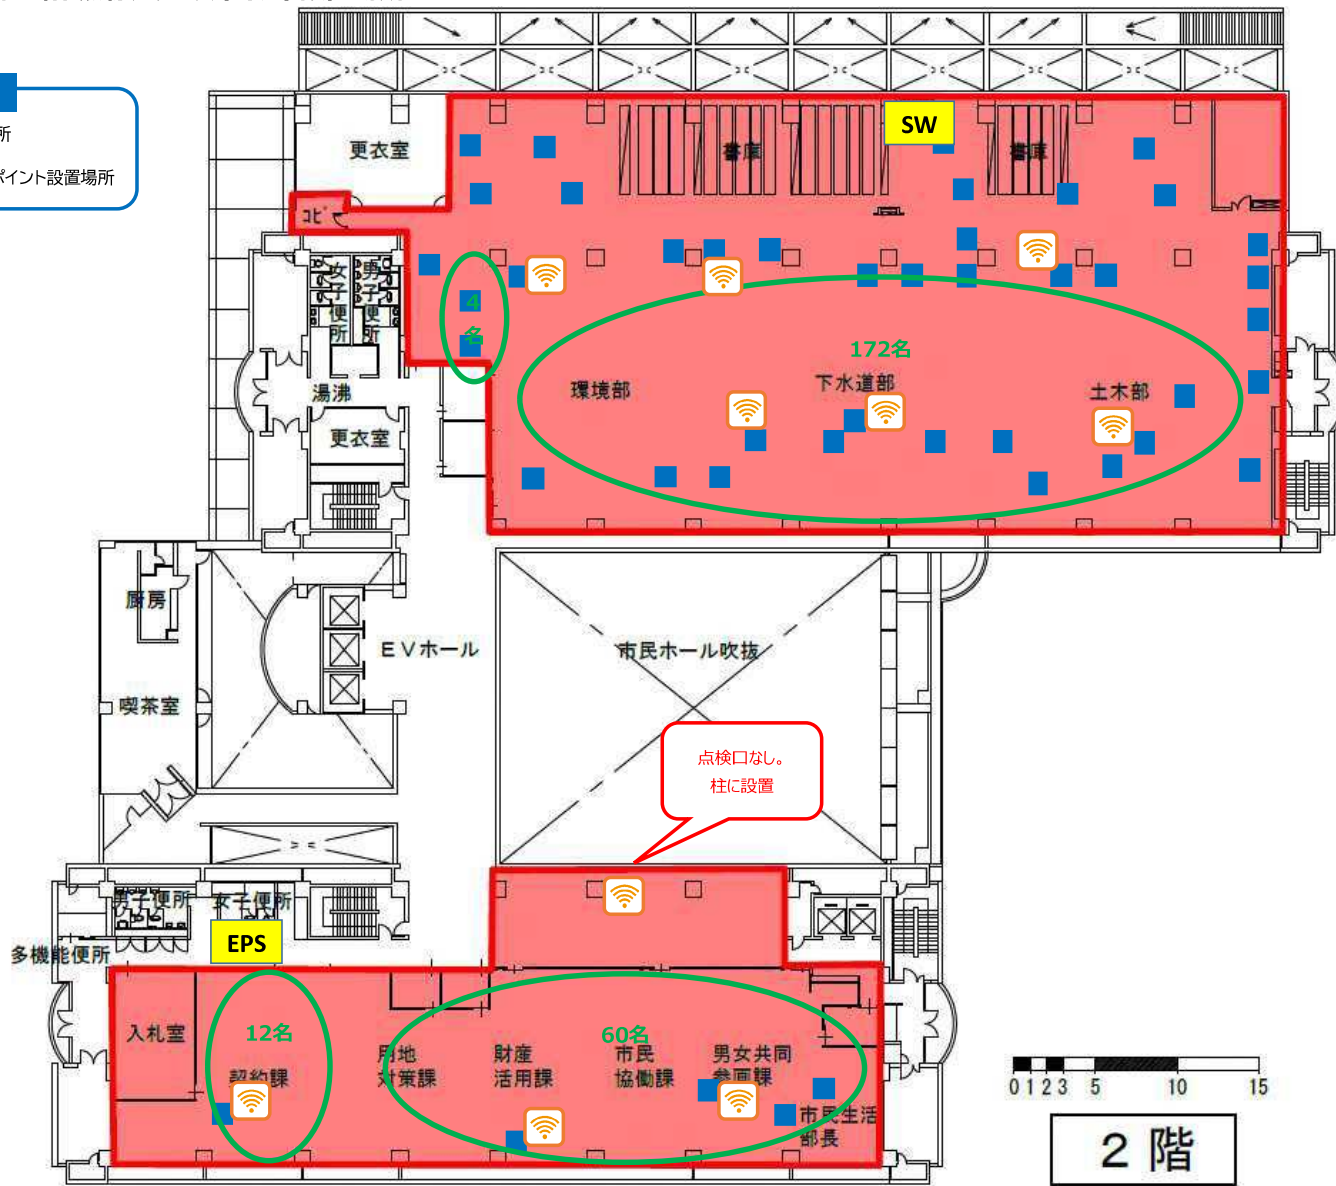 所
ポイント設置場所
SW
更衣室
書庫
書庫
コピー
女子便所
男子便所
4名
172名
環境部
下水道部
土木部
湯沸
更衣室
厨房
EVホール
市民ホール吹抜
喫茶室
点検口なし。
柱に設置
男子便所
女子便所
EPS
多機能便所
入札室
12名
契約課
60名
用地
対策課
財産
活用課
市民
協働課
男女共同
参画課
市民生活
部長
0 1 2 3 5 10 15
2階